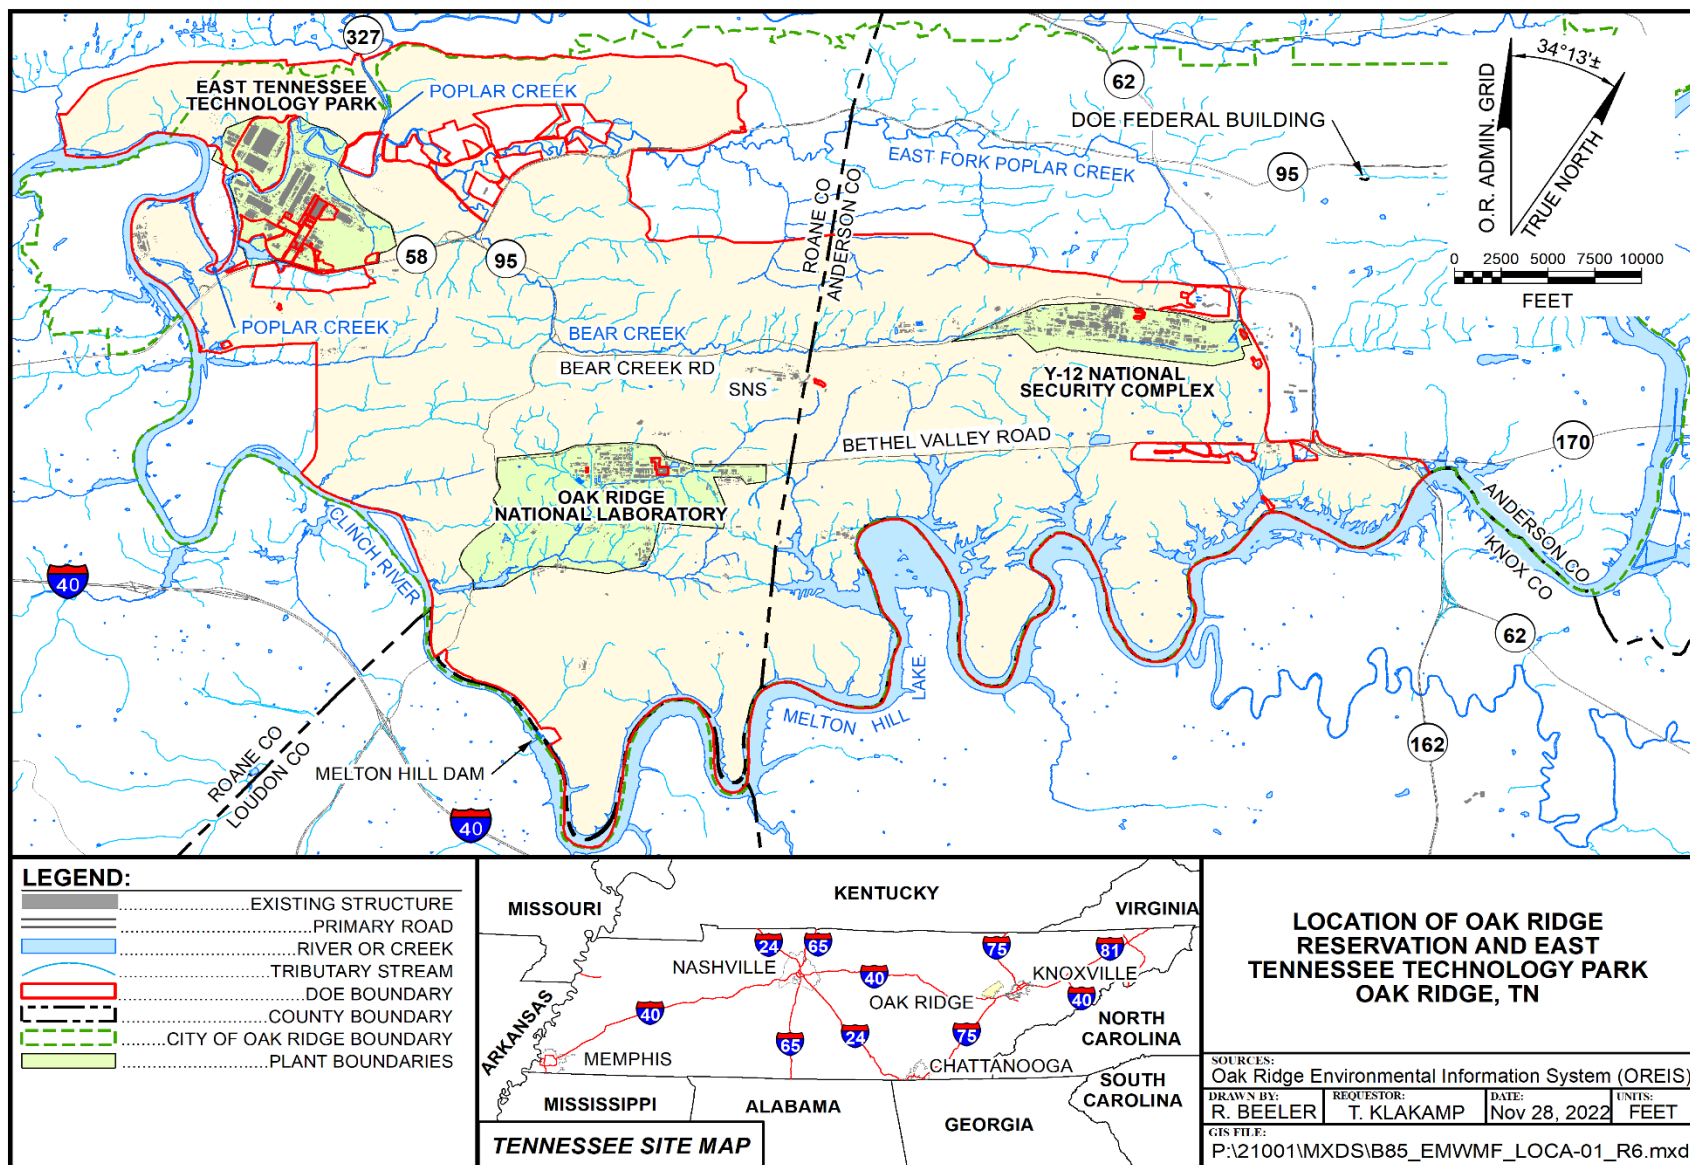 327
62
34°13'±
O.R. ADMIN. GRID
TRUE NORTH
EAST TENNESSEE
TECHNOLOGY PARK
POPLAR CREEK
DOE FEDERAL BUILDING
EAST FORK POPLAR CREEK
95
ROANE CO
ANDERSON CO
58
95
0 2500 5000 7500 10000
FEET
POPLAR CREEK
BEAR CREEK
BEAR CREEK RD
SNS
Y-12 NATIONAL
SECURITY COMPLEX
BETHEL VALLEY ROAD
170
OAK RIDGE
NATIONAL LABORATORY
CLINCH RIVER
ANDERSON CO
KNOX CO
40
62
MELTON HILL
LAKE
162
ROANE CO
LOUDON CO
MELTON HILL DAM
40
LEGEND:
EXISTING STRUCTURE
PRIMARY ROAD
RIVER OR CREEK
TRIBUTARY STREAM
DOE BOUNDARY
COUNTY BOUNDARY
CITY OF OAK RIDGE BOUNDARY
PLANT BOUNDARIES
KENTUCKY
MISSOURI
VIRGINIA
24
65
75
81
NASHVILLE
40
KNOXVILLE
OAK RIDGE
40
40
ARKANSAS
NORTH
CAROLINA
65
24
75
MEMPHIS
CHATTANOOGA
SOUTH
CAROLINA
MISSISSIPPI
ALABAMA
GEORGIA
TENNESSEE SITE MAP
LOCATION OF OAK RIDGE
RESERVATION AND EAST
TENNESSEE TECHNOLOGY PARK
OAK RIDGE, TN
SOURCES:
Oak Ridge Environmental Information System (OREIS)
DRAWN BY:
R. BEELER
REQUESTOR:
T. KLAKAMP
DATE:
Nov 28, 2022
UNITS:
FEET
GIS FILE:
P:\21001\MXDS\B85_EMWMF_LOCA-01_R6.mxd